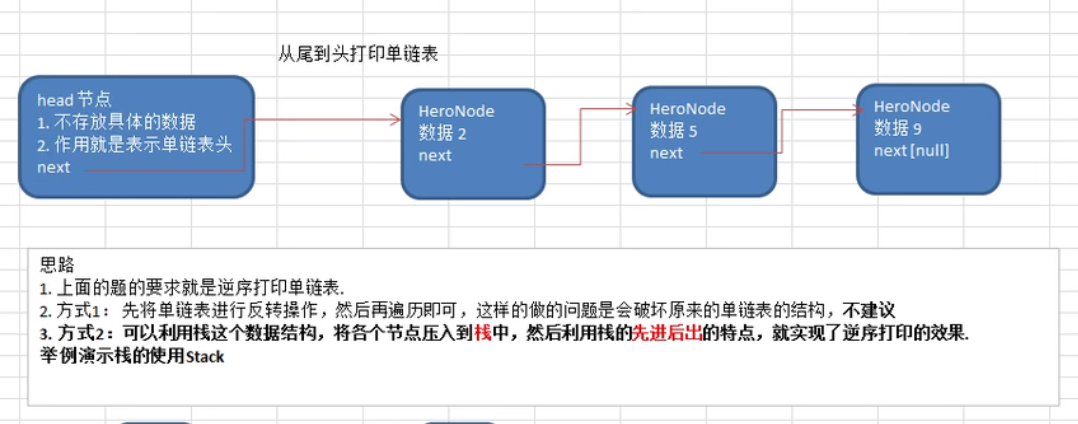 从尾到头打印单链表
head 节点
1. 不存放具体的数据
2. 作用就是表示单链表头
next
HeroNode
数据 2
next
HeroNode
数据 5
next
HeroNode
数据 9
next [null]
思路
1. 上面的题的要求就是逆序打印单链表.
2. 方式1： 先将单链表进行反转操作，然后再遍历即可，这样的做的问题是会破坏原来的单链表的结构，不建议
3. 方式2：可以利用栈这个数据结构，将各个节点压入到栈中，然后利用栈的先进后出的特点，就实现了逆序打印的效果.
举例演示栈的使用Stack